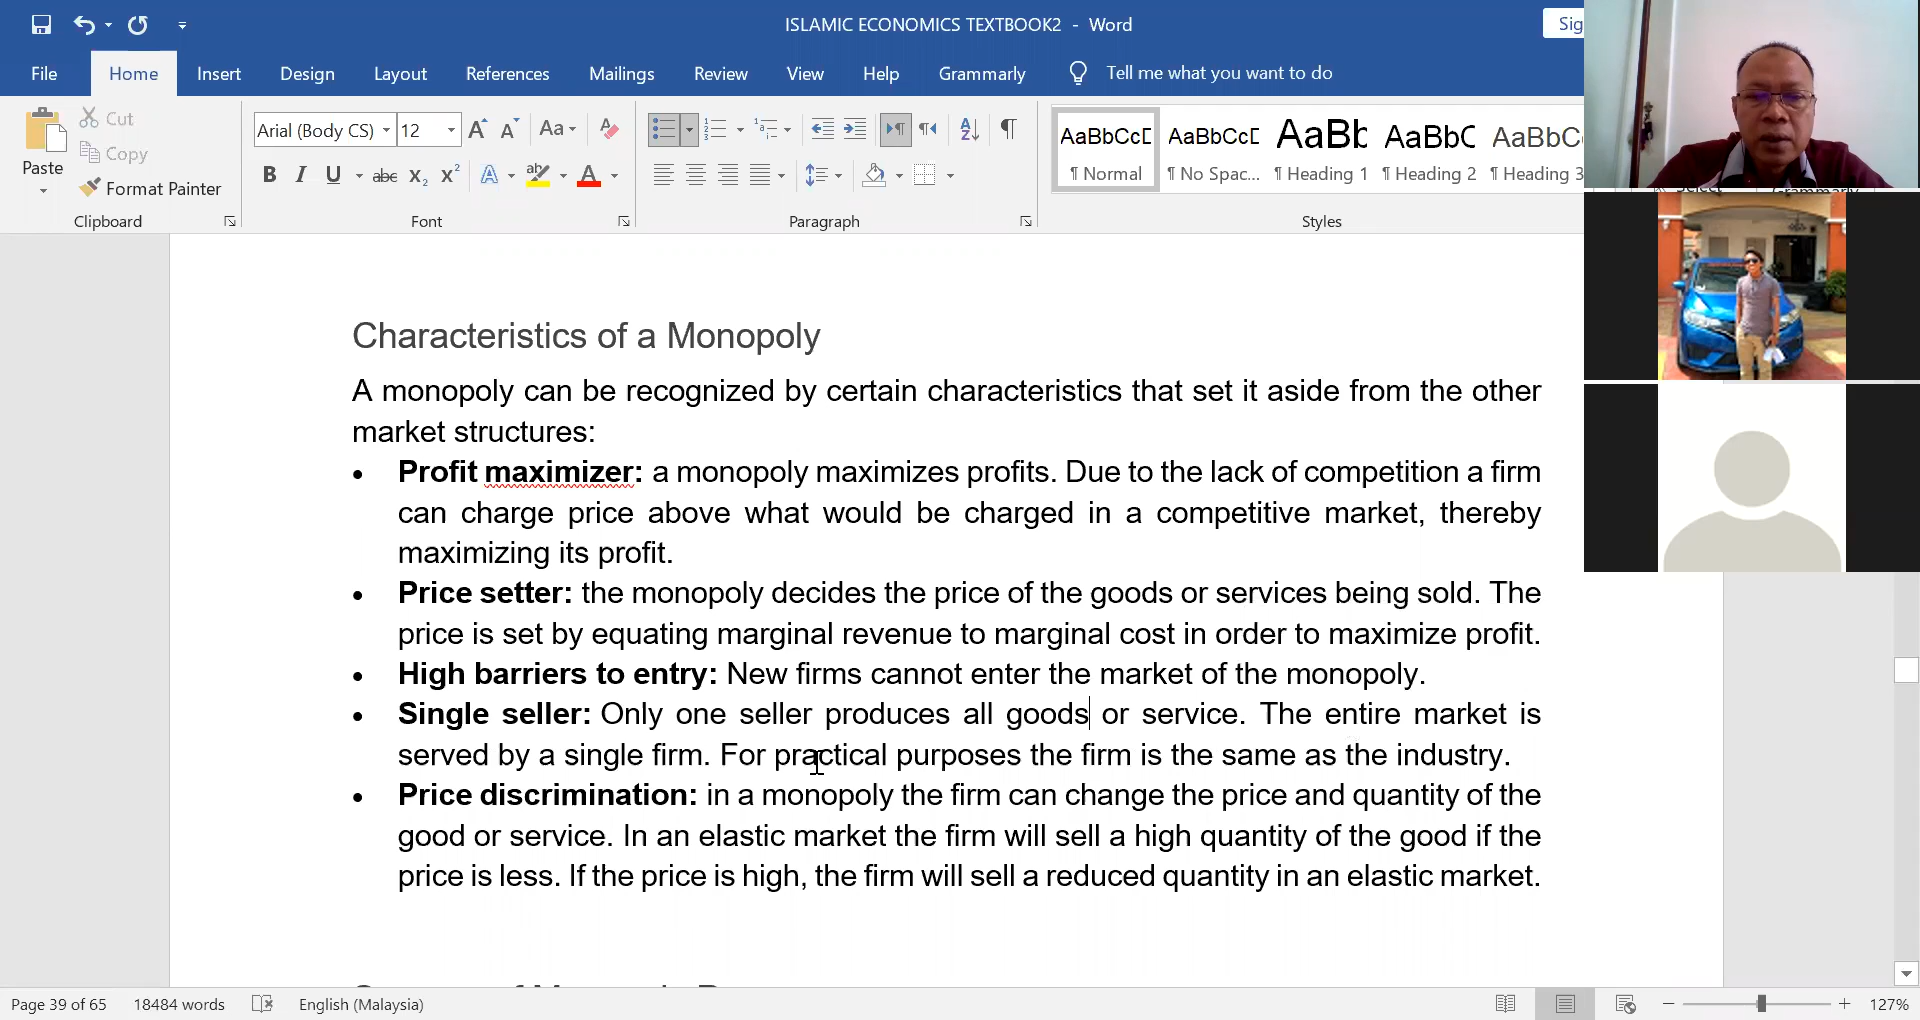 ISLAMIC ECONOMICS TEXTBOOK2 - Word
Sig
File Home Insert Design Layout References Mailings Review View Help Grammarly Tell me what you want to do
Paste
Cut
Copy
Format Painter
Clipboard
Arial (Body CS) 12
Aa
B I U abc X2 X2 A A
Font
Paragraph
AaBbCcD AaBbCcD AaBb AaBbC AaBbC
¶ Normal ¶ No Spac... ¶ Heading 1 ¶ Heading 2 ¶ Heading 3
Styles
Characteristics of a Monopoly
A monopoly can be recognized by certain characteristics that set it aside from the other
market structures:
• Profit maximizer: a monopoly maximizes profits. Due to the lack of competition a firm
can charge price above what would be charged in a competitive market, thereby
maximizing its profit.
• Price setter: the monopoly decides the price of the goods or services being sold. The
price is set by equating marginal revenue to marginal cost in order to maximize profit.
• High barriers to entry: New firms cannot enter the market of the monopoly.
• Single seller: Only one seller produces all goods or service. The entire market is
served by a single firm. For practical purposes the firm is the same as the industry.
• Price discrimination: in a monopoly the firm can change the price and quantity of the
good or service. In an elastic market the firm will sell a high quantity of the good if the
price is less. If the price is high, the firm will sell a reduced quantity in an elastic market.
Page 39 of 65 18484 words English (Malaysia) 127%